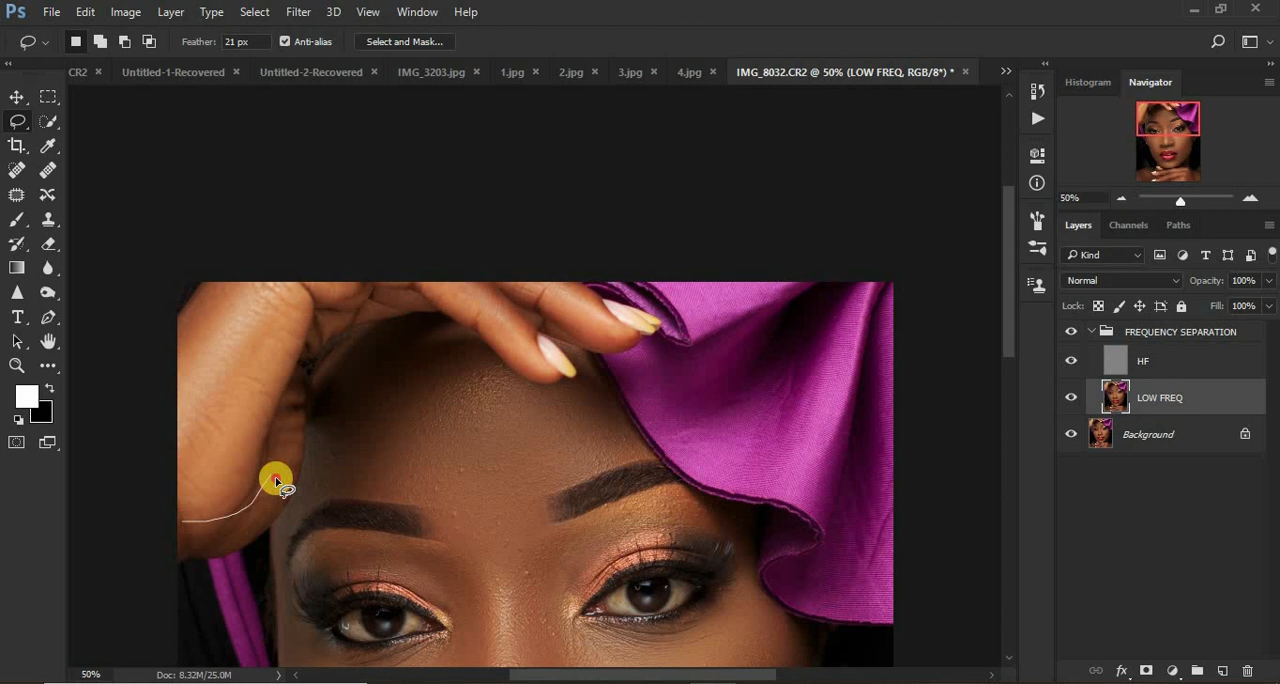 Ps File Edit Image Layer Type Select Filter 3D View Window Help
Feather: 21 px Anti-alias Select and Mask...
CR2 × Untitled-1-Recovered × Untitled-2-Recovered × IMG_3203.jpg × 1.jpg × 2.jpg × 3.jpg × 4.jpg × IMG_8032.CR2 @ 50% (LOW FREQ, RGB/8*) * ×
Histogram Navigator
50%
Layers Channels Paths
Kind
Normal Opacity: 100%
Lock: Fill: 100%
FREQUENCY SEPARATION
HF
LOW FREQ
Background
50% Doc: 8.32M/25.0M